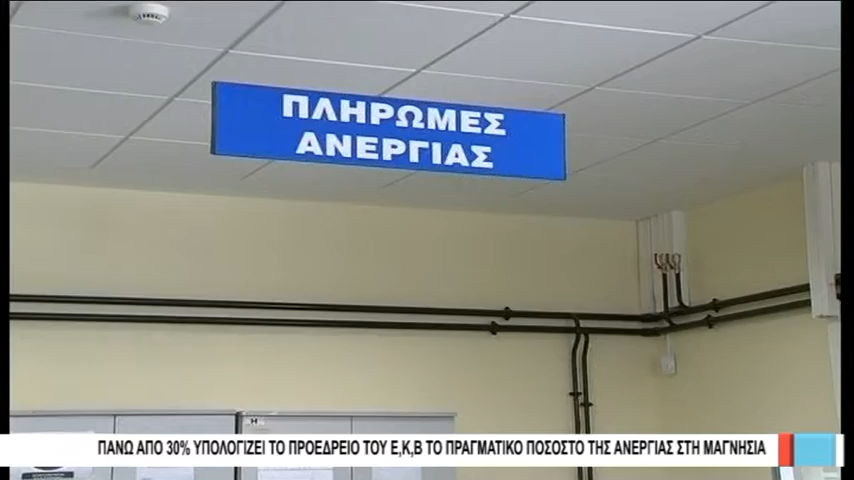 ΠΛΗΡΩΜΕΣ
ΑΝΕΡΓΙΑΣ
ΠΑΝΩ ΑΠΟ 30% ΥΠΟΛΟΓΙΖΕΙ ΤΟ ΠΡΟΕΔΡΕΙΟ ΤΟΥ Ε,Κ,Β ΤΟ ΠΡΑΓΜΑΤΙΚΟ ΠΟΣΟΣΤΟ ΤΗΣ ΑΝΕΡΓΙΑΣ ΣΤΗ ΜΑΓΝΗΣΙΑ